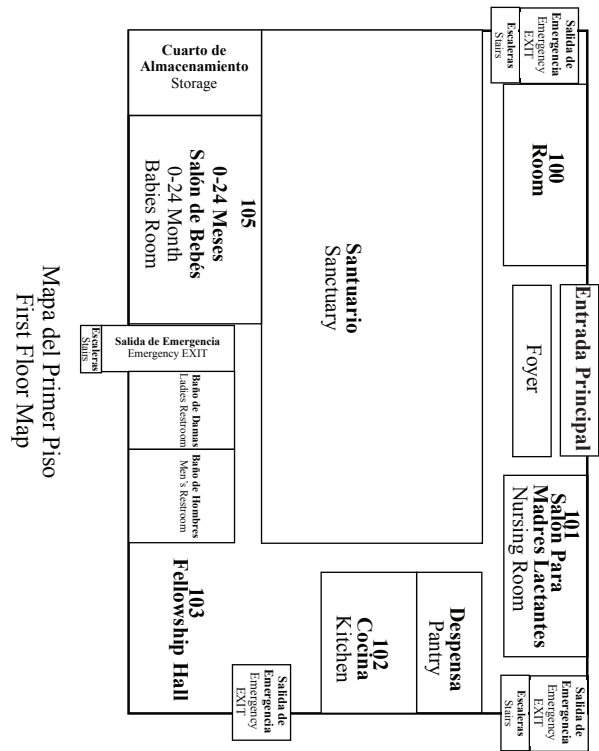 Mapa del Primer Piso
First Floor Map
Salida de
Emergencia
Emergency
EXIT
Escaleras
Stairs
100
Room
Entrada Principal
Foyer
101
Salón Para
Madres Lactantes
Nursing Room
Salida de
Emergencia
Emergency
EXIT
Escaleras
Stairs
Cuarto de
Almacenamiento
Storage
Santuario
Sanctuary
Despensa
Pantry
102
Cocina
Kitchen
105
0-24 Meses
Salón de Bebés
0-24 Month
Babies Room
Salida de Emergencia
Emergency EXIT
Escaleras
Stairs
Baño de Damas
Ladies Restroom
Baño de Hombres
Men's Restroom
103
Fellowship Hall
Salida de
Emergencia
Emergency
EXIT